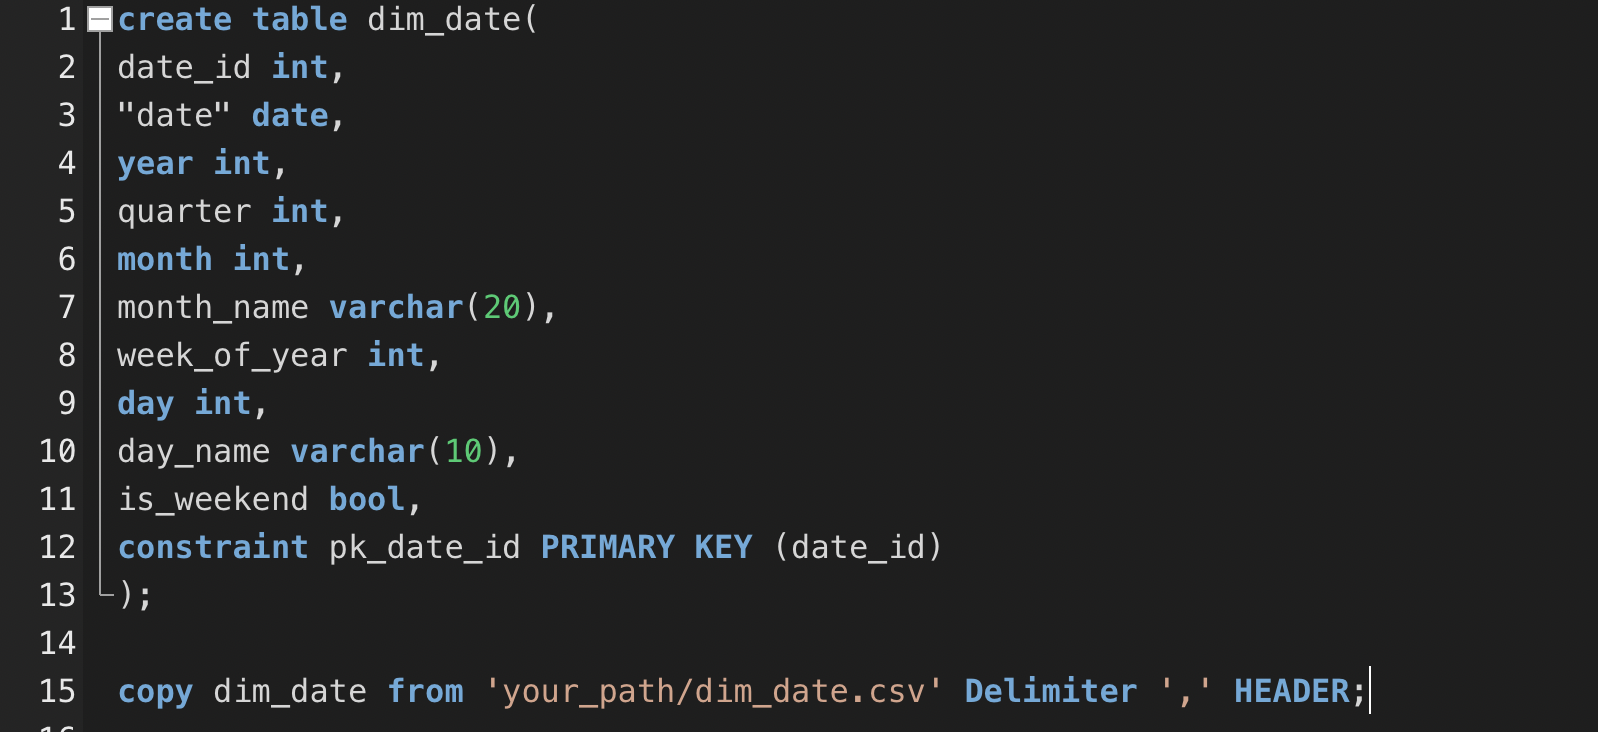 1 create table dim_date(
2 date_id int,
3 "date" date,
4 year int,
5 quarter int,
6 month int,
7 month_name varchar(20),
8 week_of_year int,
9 day int,
10 day_name varchar(10),
11 is_weekend bool,
12 constraint pk_date_id PRIMARY KEY (date_id)
13 );
14
15 copy dim_date from 'your_path/dim_date.csv' Delimiter ',' HEADER;